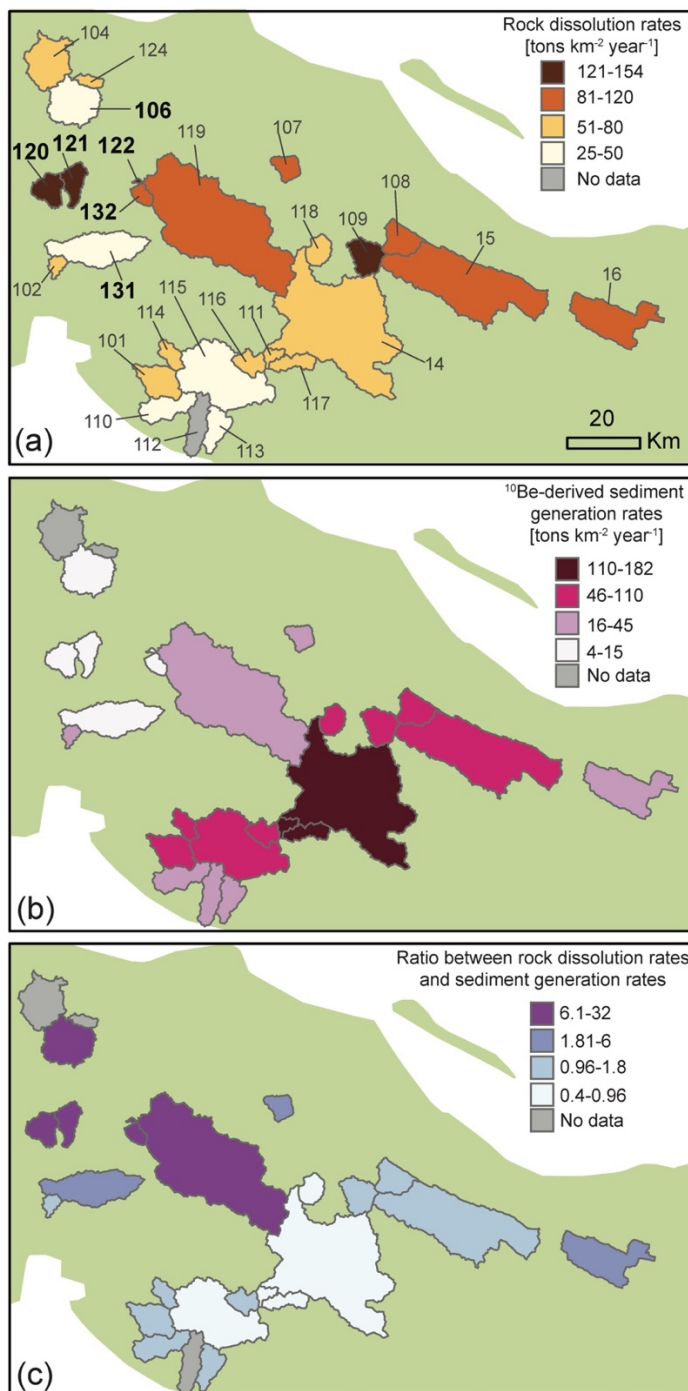 Rock dissolution rates
[tons km-2 year-1]
121-154
81-120
51-80
25-50
No data
104
124
106
120
121
122
119
107
132
118
109
108
15
16
102
131
114
115
116
111
101
14
117
110
112
113
20
Km
(a)
10Be-derived sediment
generation rates
[tons km-2 year-1]
110-182
46-110
16-45
4-15
No data
(b)
Ratio between rock dissolution rates
and sediment generation rates
6.1-32
1.81-6
0.96-1.8
0.4-0.96
No data
(c)